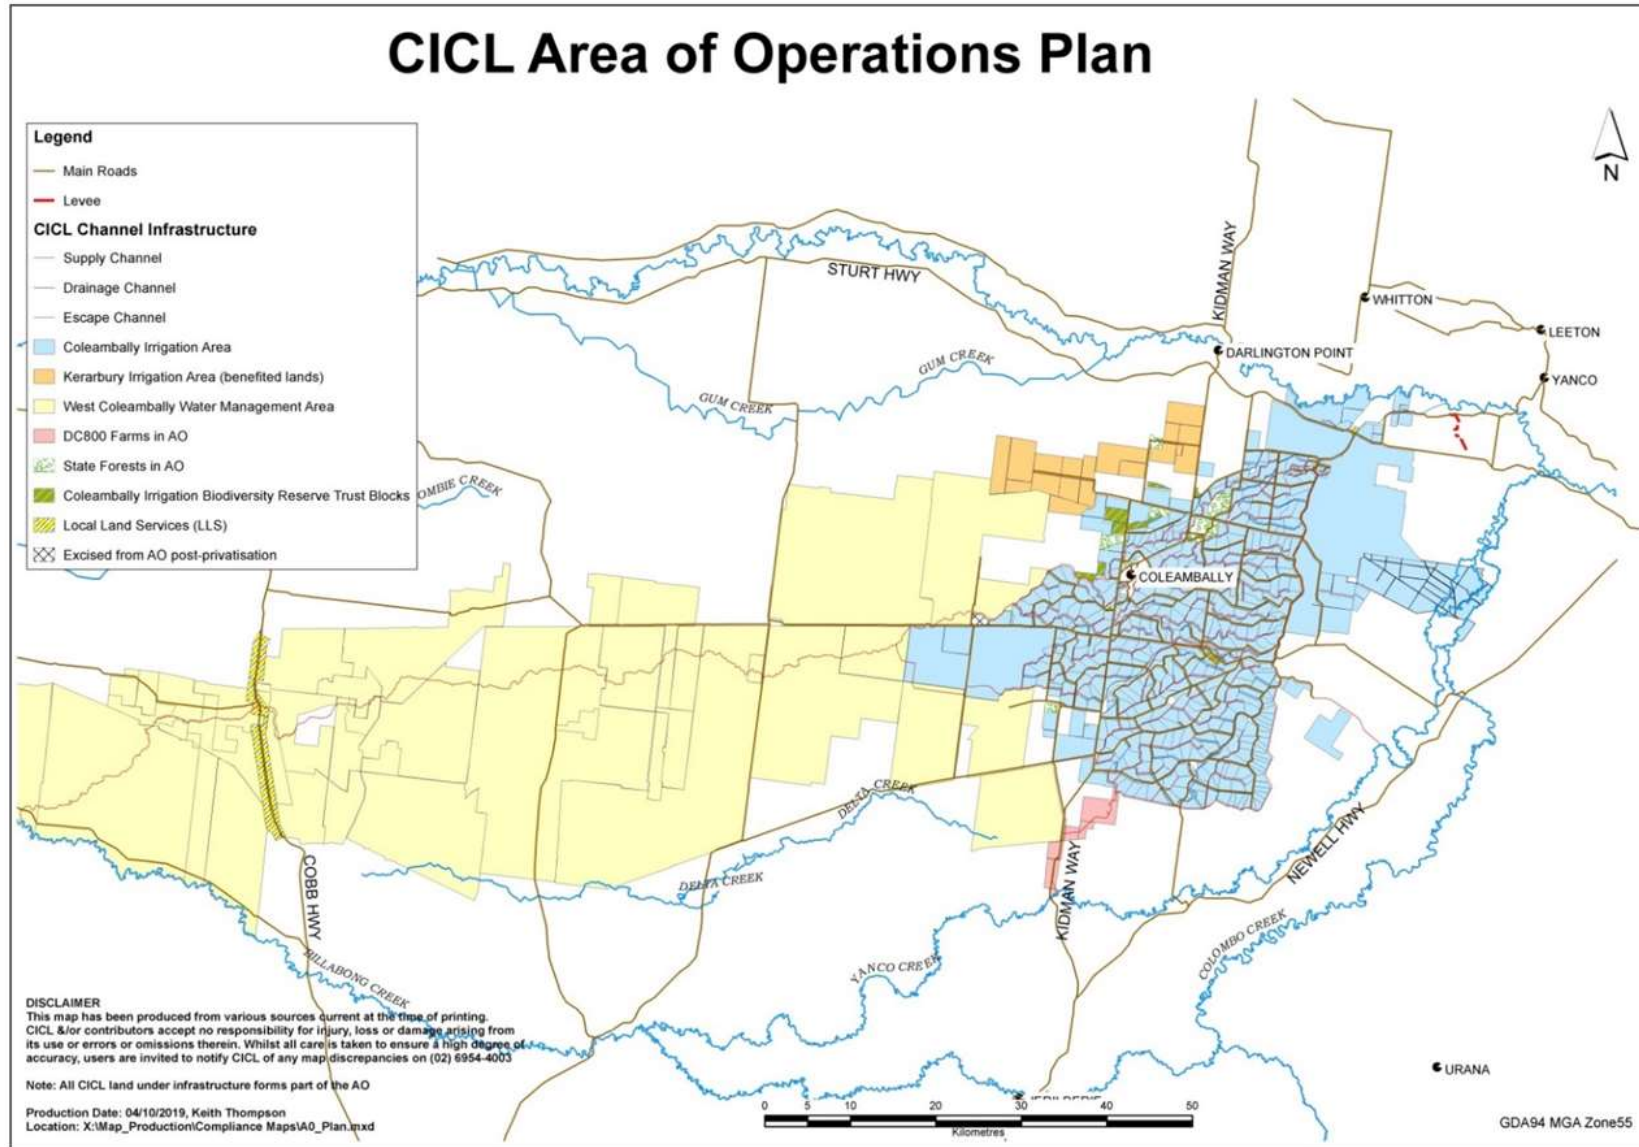 CICL Area of Operations Plan
Legend
Main Roads
Levee
CICL Channel Infrastructure
Supply Channel
Drainage Channel
Escape Channel
Coleambally Irrigation Area
Kerarbury Irrigation Area (benefited lands)
West Coleambally Water Management Area
DC800 Farms in AO
State Forests in AO
Coleambally Irrigation Biodiversity Reserve Trust Blocks
Local Land Services (LLS)
Excised from AO post-privatisation
N
KIDMAN WAY
STURT HWY
WHITTON
LEETON
DARLINGTON POINT
YANCO
GUM CREEK
GUM CREEK
OMBIE CREEK
COLEAMBALLY
DELTA CREEK
DELTA CREEK
NEWELL HWY
COBB HWY
KIDMAN WAY
COLOMBO CREEK
YANCO CREEK
BILLABONG CREEK
URANA
DISCLAIMER
This map has been produced from various sources current at the time of printing.
CICL &/or contributors accept no responsibility for injury, loss or damage arising from
its use or errors or omissions therein. Whilst all care is taken to ensure a high degree of
accuracy, users are invited to notify CICL of any map discrepancies on (02) 6954-4003
Note: All CICL land under infrastructure forms part of the AO
Production Date: 04/10/2019, Keith Thompson
Location: X:\Map_Production\Compliance Maps\A0_Plan.mxd
0 5 10 20 30 40 50
Kilometres
GDA94 MGA Zone55